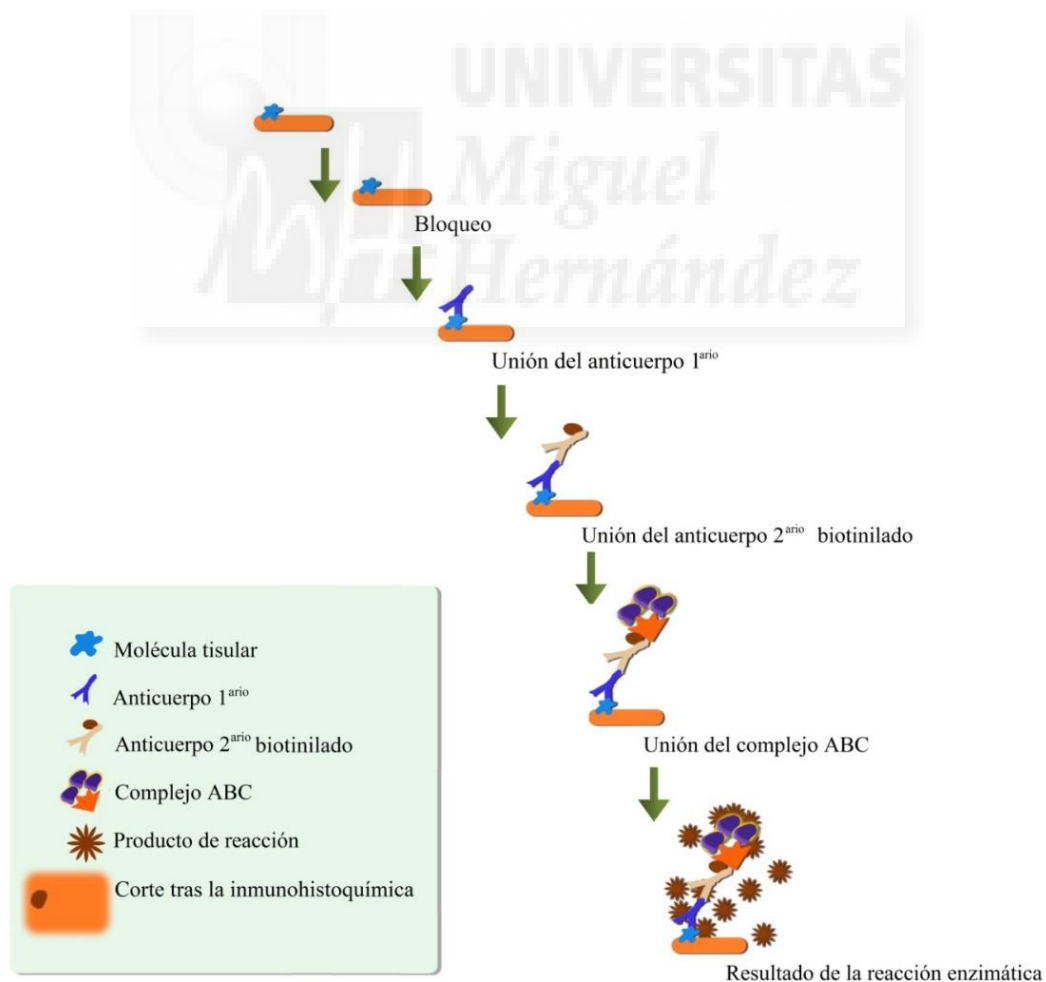 UNIVERSITAS
Miguel
Hernández
Bloqueo
Unión del anticuerpo 1ario
Unión del anticuerpo 2ario biotinilado
Unión del complejo ABC
Resultado de la reacción enzimática
Molécula tisular
Anticuerpo 1ario
Anticuerpo 2ario biotinilado
Complejo ABC
Producto de reacción
Corte tras la inmunohistoquímica